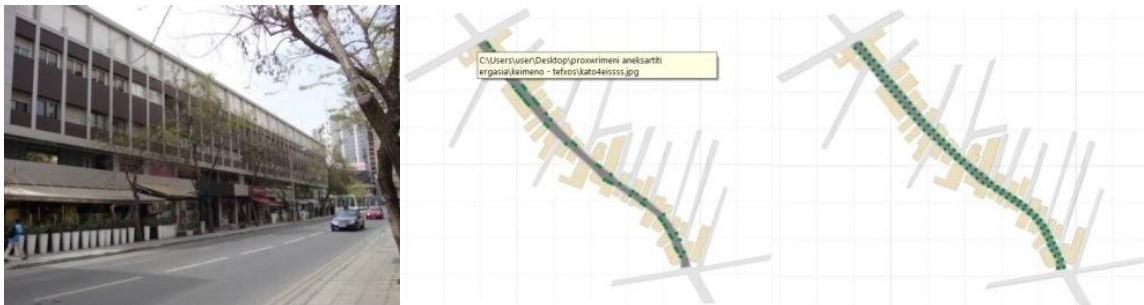 C:\Users\user\Desktop\proxwrimeni aneksartiti
ergasia\keimeno - tefxos\kato4eissss.jpg